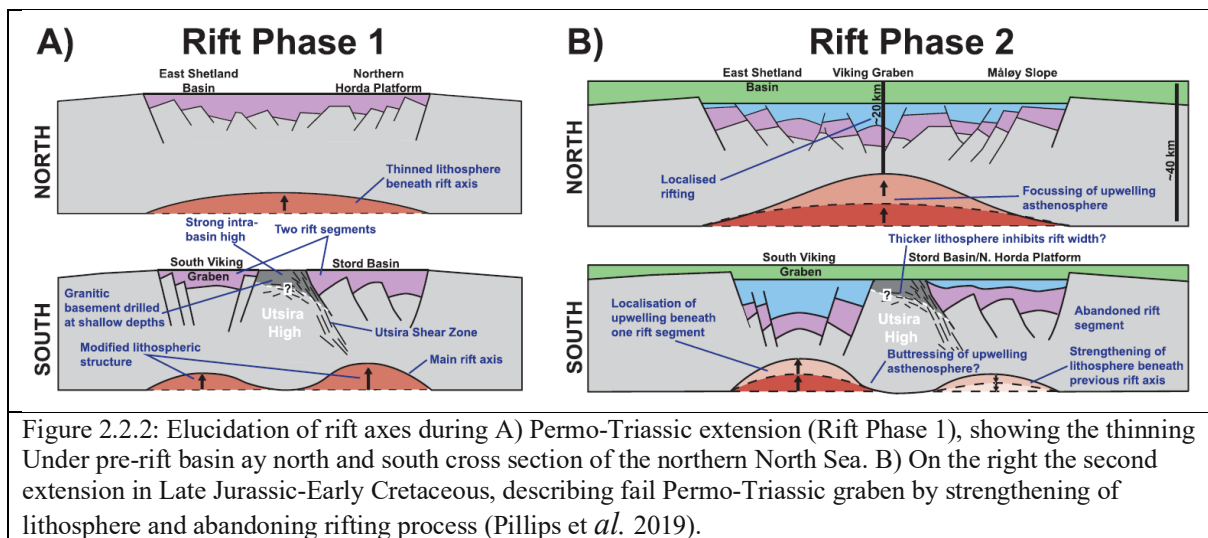 A) Rift Phase 1
East Shetland
Basin
Northern
Horda Platform
NORTH
Thinned lithosphere
beneath rift axis
Strong intra-
basin high
Two rift segments
South Viking
Graben
Stord Basin
Granitic
basement drilled
at shallow depths
?
Utsira
High
Utsira Shear Zone
SOUTH
Modified lithospheric
structure
Main rift axis
B) Rift Phase 2
East Shetland
Basin
Viking Graben
Måløy Slope
NORTH
~20 km
~40 km
Localised
rifting
Focussing of upwelling
asthenosphere
Thicker lithosphere inhibits rift width?
South Viking
Graben
Stord Basin/N. Horda Platform
Localisation of
upwelling beneath
one rift segment
?
Utsira
High
Abandoned rift
segment
SOUTH
Buttressing of upwelling
asthenosphere?
Strengthening of
lithosphere beneath
previous rift axis
Figure 2.2.2: Elucidation of rift axes during A) Permo-Triassic extension (Rift Phase 1), showing the thinning
Under pre-rift basin ay north and south cross section of the northern North Sea. B) On the right the second
extension in Late Jurassic-Early Cretaceous, describing fail Permo-Triassic graben by strengthening of
lithosphere and abandoning rifting process (Pillips et al. 2019).